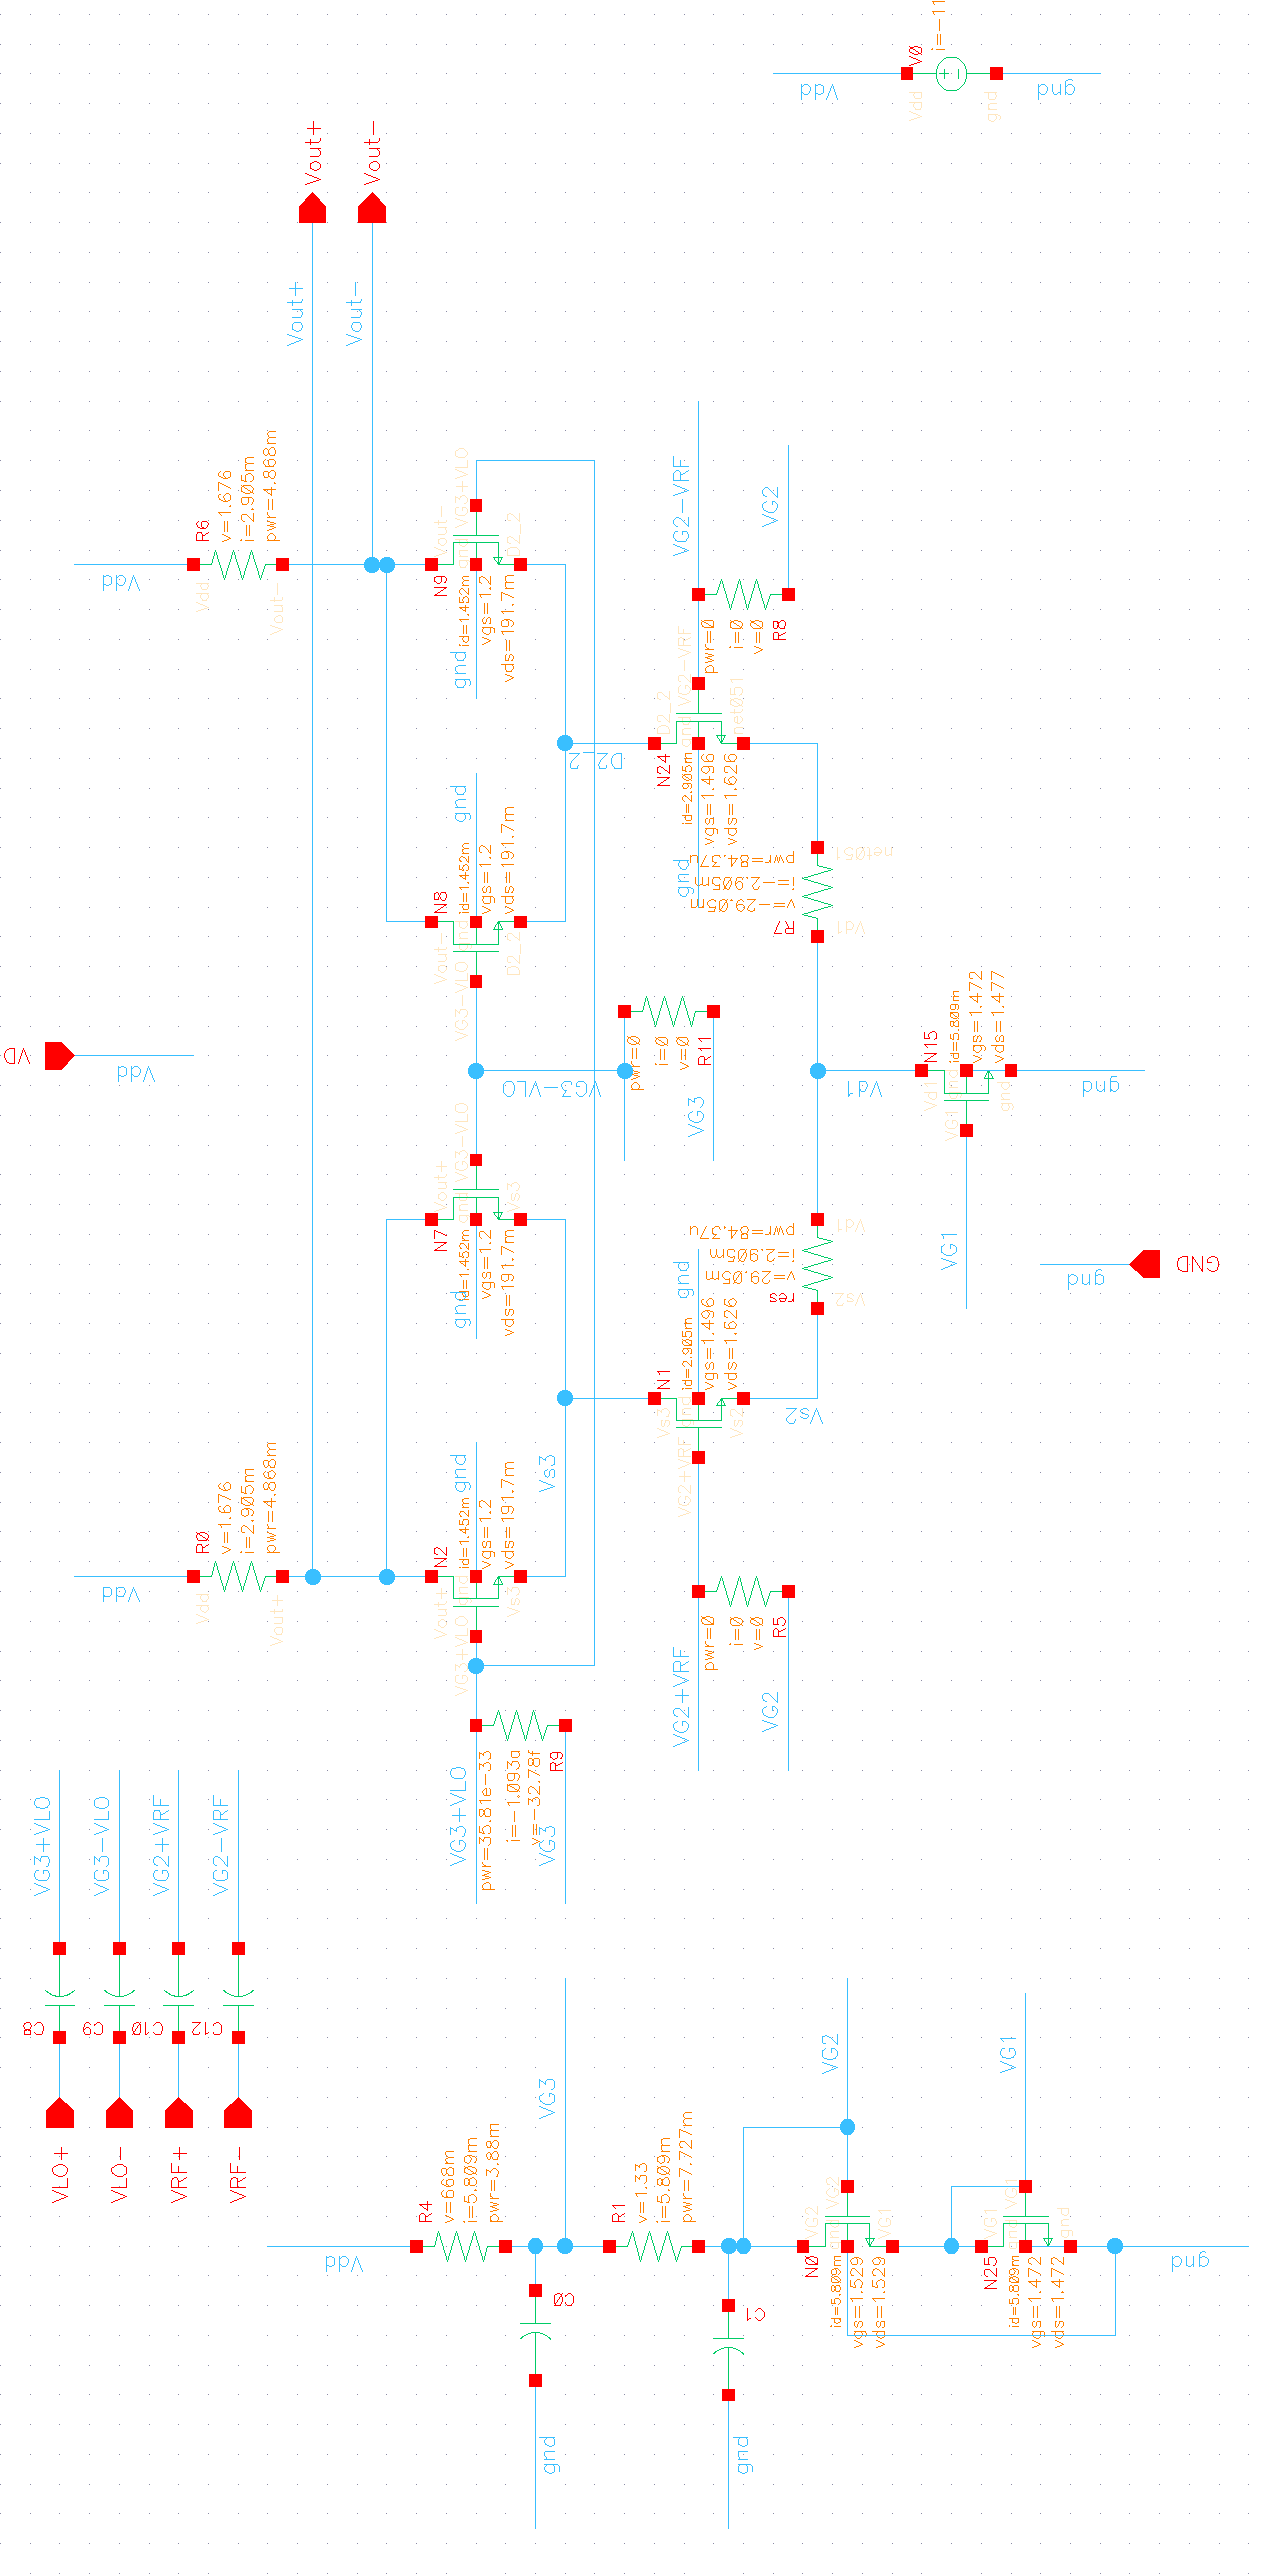 V0
i=-11
Vdd
gnd
Vdd
gnd
Vout+
Vout-
Vout+
Vout-
R6
v=1.676
i=2.905m
pwr=4.868m
Vdd
Vdd
Vout-
N9
id=1.452m
vgs=1.2
vds=191.7m
gnd
Vout-
gnd
VG3+VLO
D2_2
VG2-VRF
VG2
pwr=0
i=0
v=0
R8
D2_2
N24
id=2.905m
vgs=1.496
vds=1.626
gnd
D2_2
gnd
VG2-VRF
net051
N8
id=1.452m
vgs=1.2
vds=191.7m
gnd
Vout-
VG3-VLO
gnd
D2_2
pwr=84.37u
i=-2.905m
v=-29.05m
R7
net051
Vd1
VD
Vdd
VG3-VLO
pwr=0
i=0
v=0
R11
VG3
Vd1
N15
id=5.809m
vgs=1.472
vds=1.477
gnd
Vd1
VG1
gnd
gnd
VG1
gnd
GND
N7
id=1.452m
vgs=1.2
vds=191.7m
gnd
Vout+
gnd
VG3-VLO
Vs3
pwr=84.37u
i=2.905m
v=29.05m
res
Vd1
Vs2
N1
id=2.905m
vgs=1.496
vds=1.626
gnd
Vs3
VG2+VRF
gnd
Vs2
Vs2
Vs3
R0
v=1.676
i=2.905m
pwr=4.868m
Vdd
Vdd
Vout+
N2
id=1.452m
vgs=1.2
vds=191.7m
gnd
Vout+
VG3+VLO
gnd
Vs3
pwr=0
i=0
v=0
R5
VG2+VRF
VG2
VG3+VLO
pwr=35.81e-33
i=-1.093a
v=-32.78f
R9
VG3
VG3+VLO
VG3-VLO
VG2+VRF
VG2-VRF
C8
C9
C10
C12
VLO+
VLO-
VRF+
VRF-
VG3
VG2
VG1
R4
v=668m
i=5.809m
pwr=3.88m
Vdd
R1
v=1.33
i=5.809m
pwr=7.727m
C0
gnd
C1
gnd
N0
id=5.809m
vgs=1.529
vds=1.529
VG2
gnd
VG2
VG1
N25
id=5.809m
vgs=1.472
vds=1.472
VG1
gnd
VG1
gnd
gnd